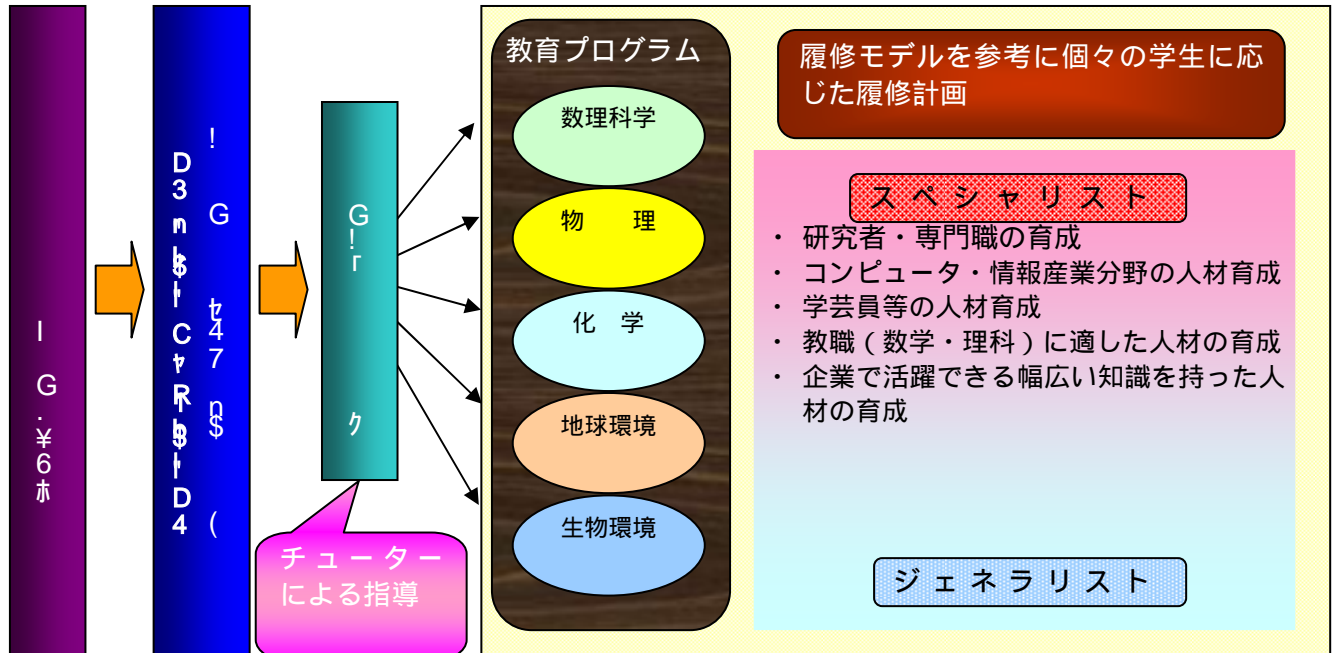 教育プログラム
数理科学
物　理
化　学
地球環境
生物環境
チューター
による指導
履修モデルを参考に個々の学生に応
じた履修計画
スペシャリスト
・ 研究者・専門職の育成
・ コンピュータ・情報産業分野の人材育成
・ 学芸員等の人材育成
・ 教職（数学・理科）に適した人材の育成
・ 企業で活躍できる幅広い知識を持った人
材の育成
ジェネラリスト